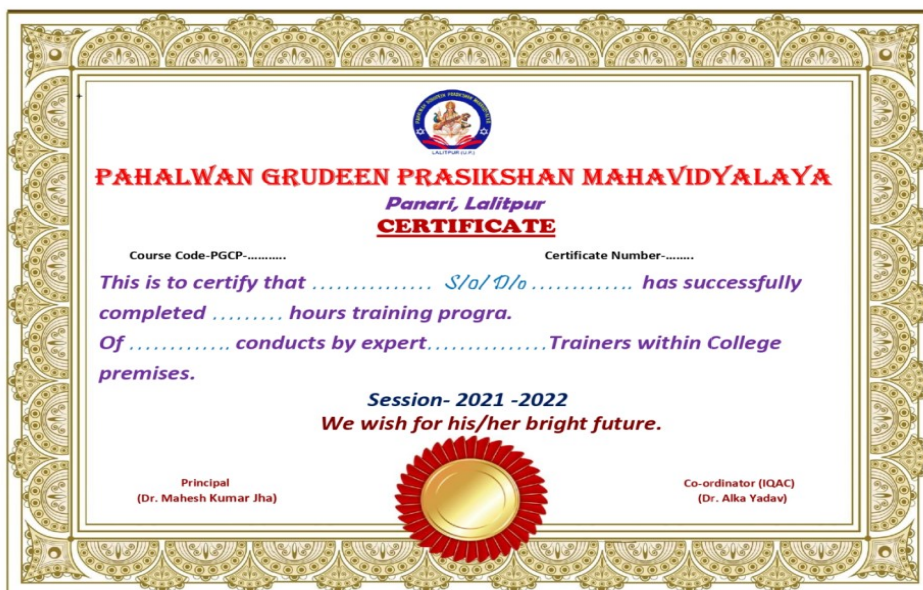 LALITPUR (U.P.)
PAHALWAN GRUDEEN PRASIKSHAN MAHAVIDYALAYA
Panari, Lalitpur
CERTIFICATE
Course Code-PGCP-........... Certificate Number-........
This is to certify that ............... S/o/ D/o ............. has successfully
completed ......... hours training progra.
Of ............. conducts by expert...............Trainers within College
premises.
Session- 2021 -2022
We wish for his/her bright future.
Principal Co-ordinator (IQAC)
(Dr. Mahesh Kumar Jha) (Dr. Alka Yadav)